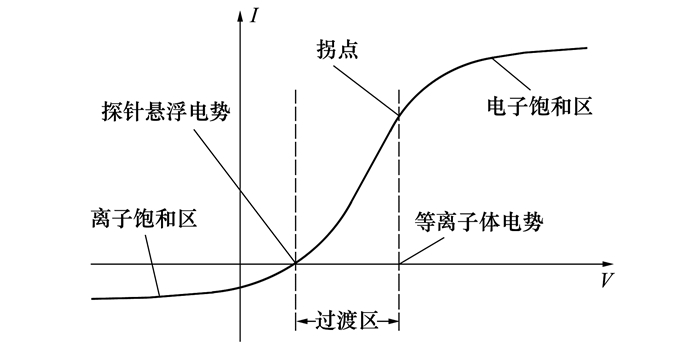 I
拐点
探针悬浮电势
电子饱和区
离子饱和区
等离子体电势
V
过渡区